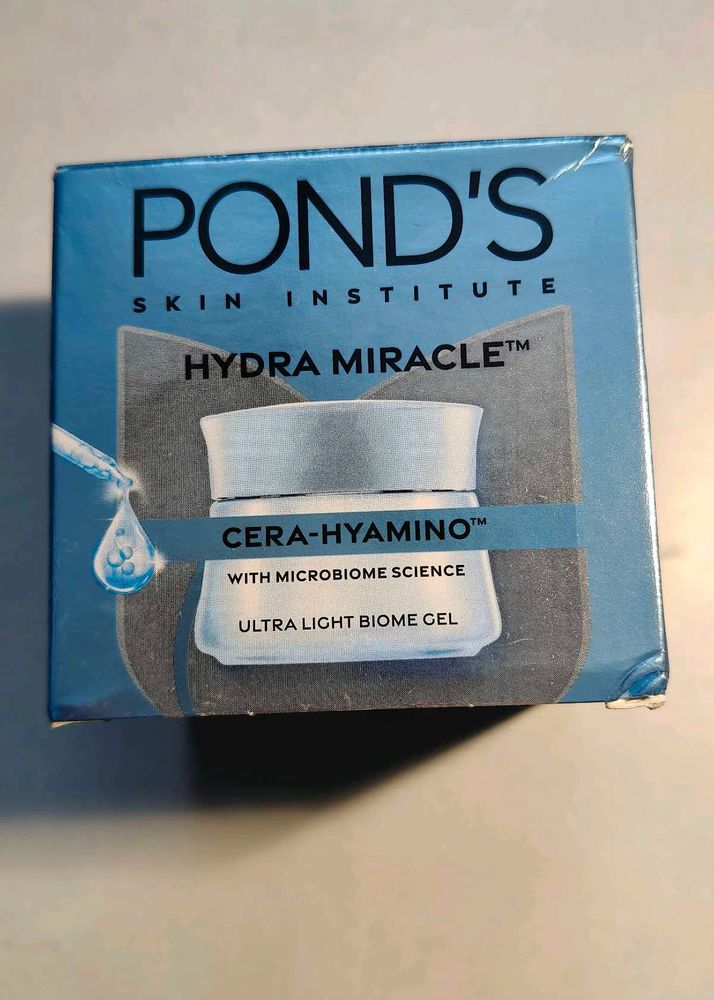 POND'S
SKIN INSTITUTE
HYDRA MIRACLE™
CERA-HYAMINO™
WITH MICROBIOME SCIENCE
ULTRA LIGHT BIOME GEL